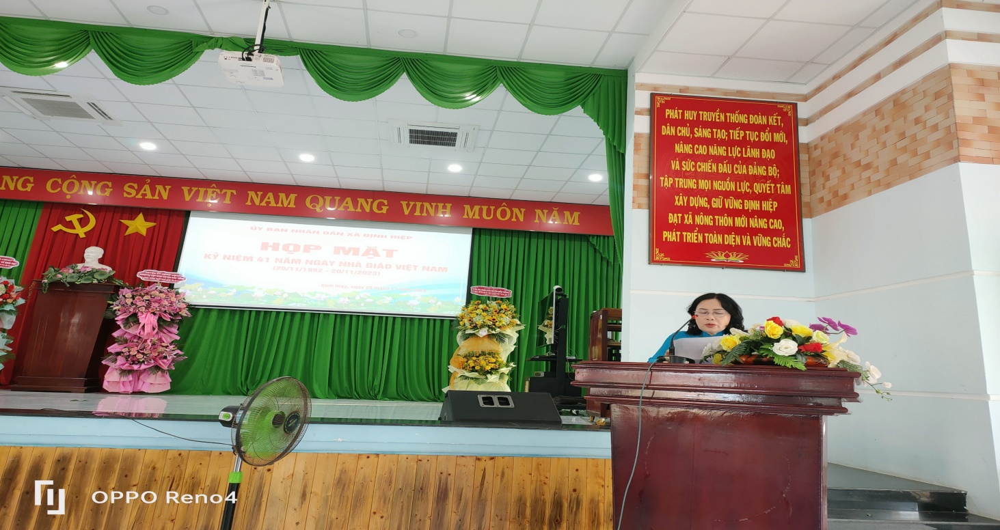 NG CỘNG SẢN VIỆT NAM QUANG VINH MUÔN NĂM
ỦY BAN NHÂN DÂN XÃ ĐỊNH HIỆP
HỌP MẶT
KỶ NIỆM 41 NĂM NGÀY NHÀ GIÁO VIỆT NAM
(20/11/1982 - 20/11/2023)
Định Hiệp, ngày
PHÁT HUY TRUYỀN THỐNG ĐOÀN KẾT,
DÂN CHỦ, SÁNG TẠO; TIẾP TỤC ĐỔI MỚI,
NÂNG CAO NĂNG LỰC LÃNH ĐẠO
VÀ SỨC CHIẾN ĐẤU CỦA ĐẢNG BỘ;
TẬP TRUNG MỌI NGUỒN LỰC, QUYẾT TÂM
XÂY DỰNG, GIỮ VỮNG ĐỊNH HIỆP
ĐẠT XÃ NÔNG THÔN MỚI NÂNG CAO,
PHÁT TRIỂN TOÀN DIỆN VÀ VỮNG CHẮC
OPPO Reno4